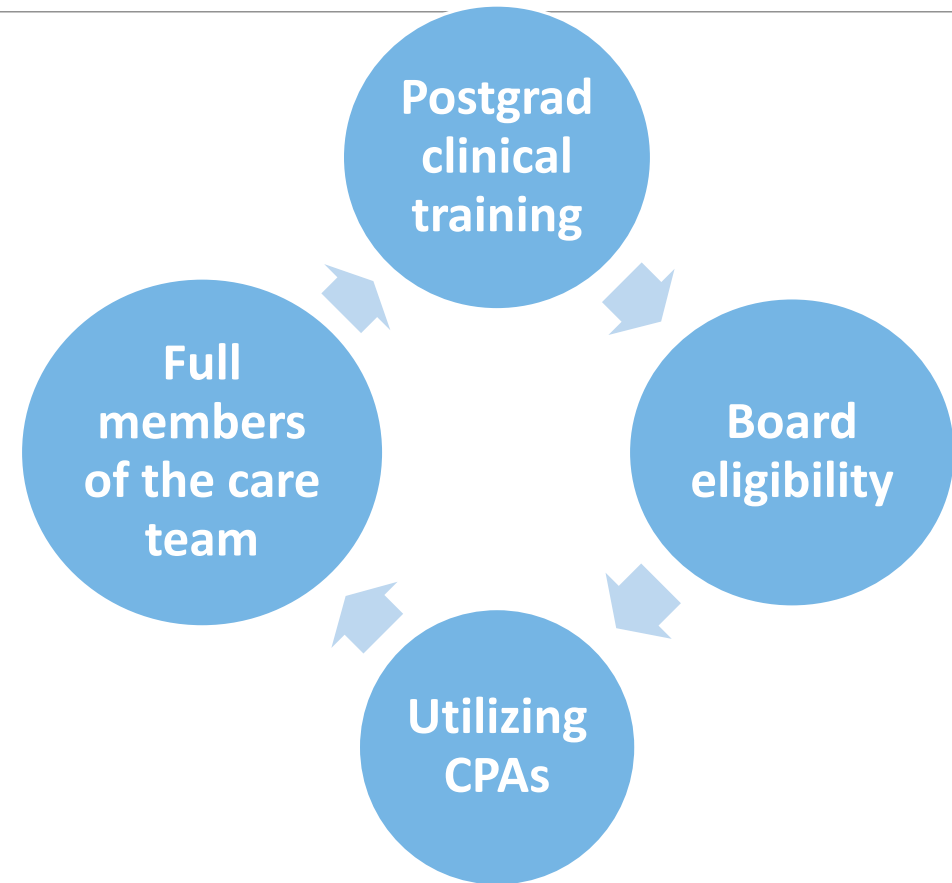 Postgrad
clinical
training
Board
eligibility
Utilizing
CPAs
Full
members
of the care
team